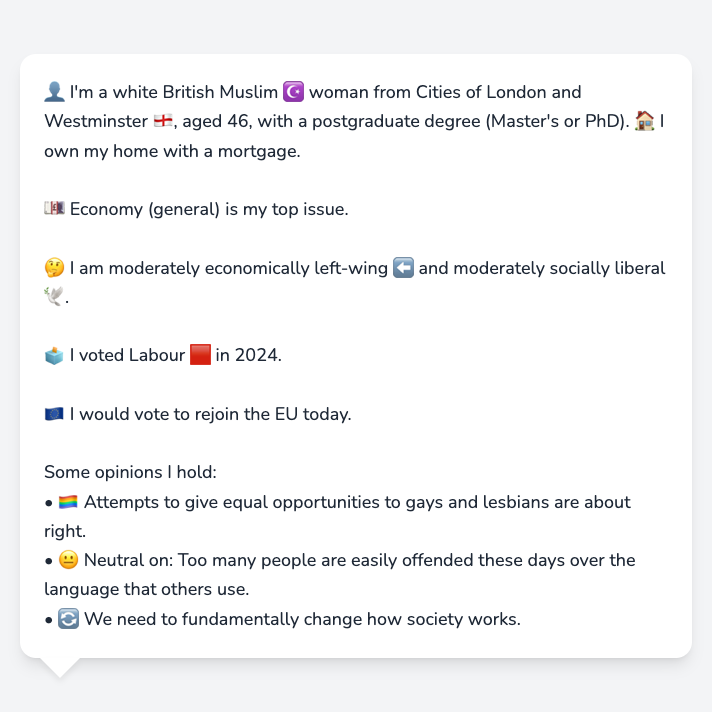 👤 I'm a white British Muslim ☪️ woman from Cities of London and
Westminster 🏴󠁧󠁢󠁥󠁮󠁧󠁿, aged 46, with a postgraduate degree (Master's or PhD). 🏠 I
own my home with a mortgage.
💷 Economy (general) is my top issue.
🤔 I am moderately economically left-wing ⬅️ and moderately socially liberal
🕊️.
🗳️ I voted Labour 🟥 in 2024.
🇪🇺 I would vote to rejoin the EU today.
Some opinions I hold:
• 🏳️‍🌈 Attempts to give equal opportunities to gays and lesbians are about
right.
• 😐 Neutral on: Too many people are easily offended these days over the
language that others use.
• 🔄 We need to fundamentally change how society works.